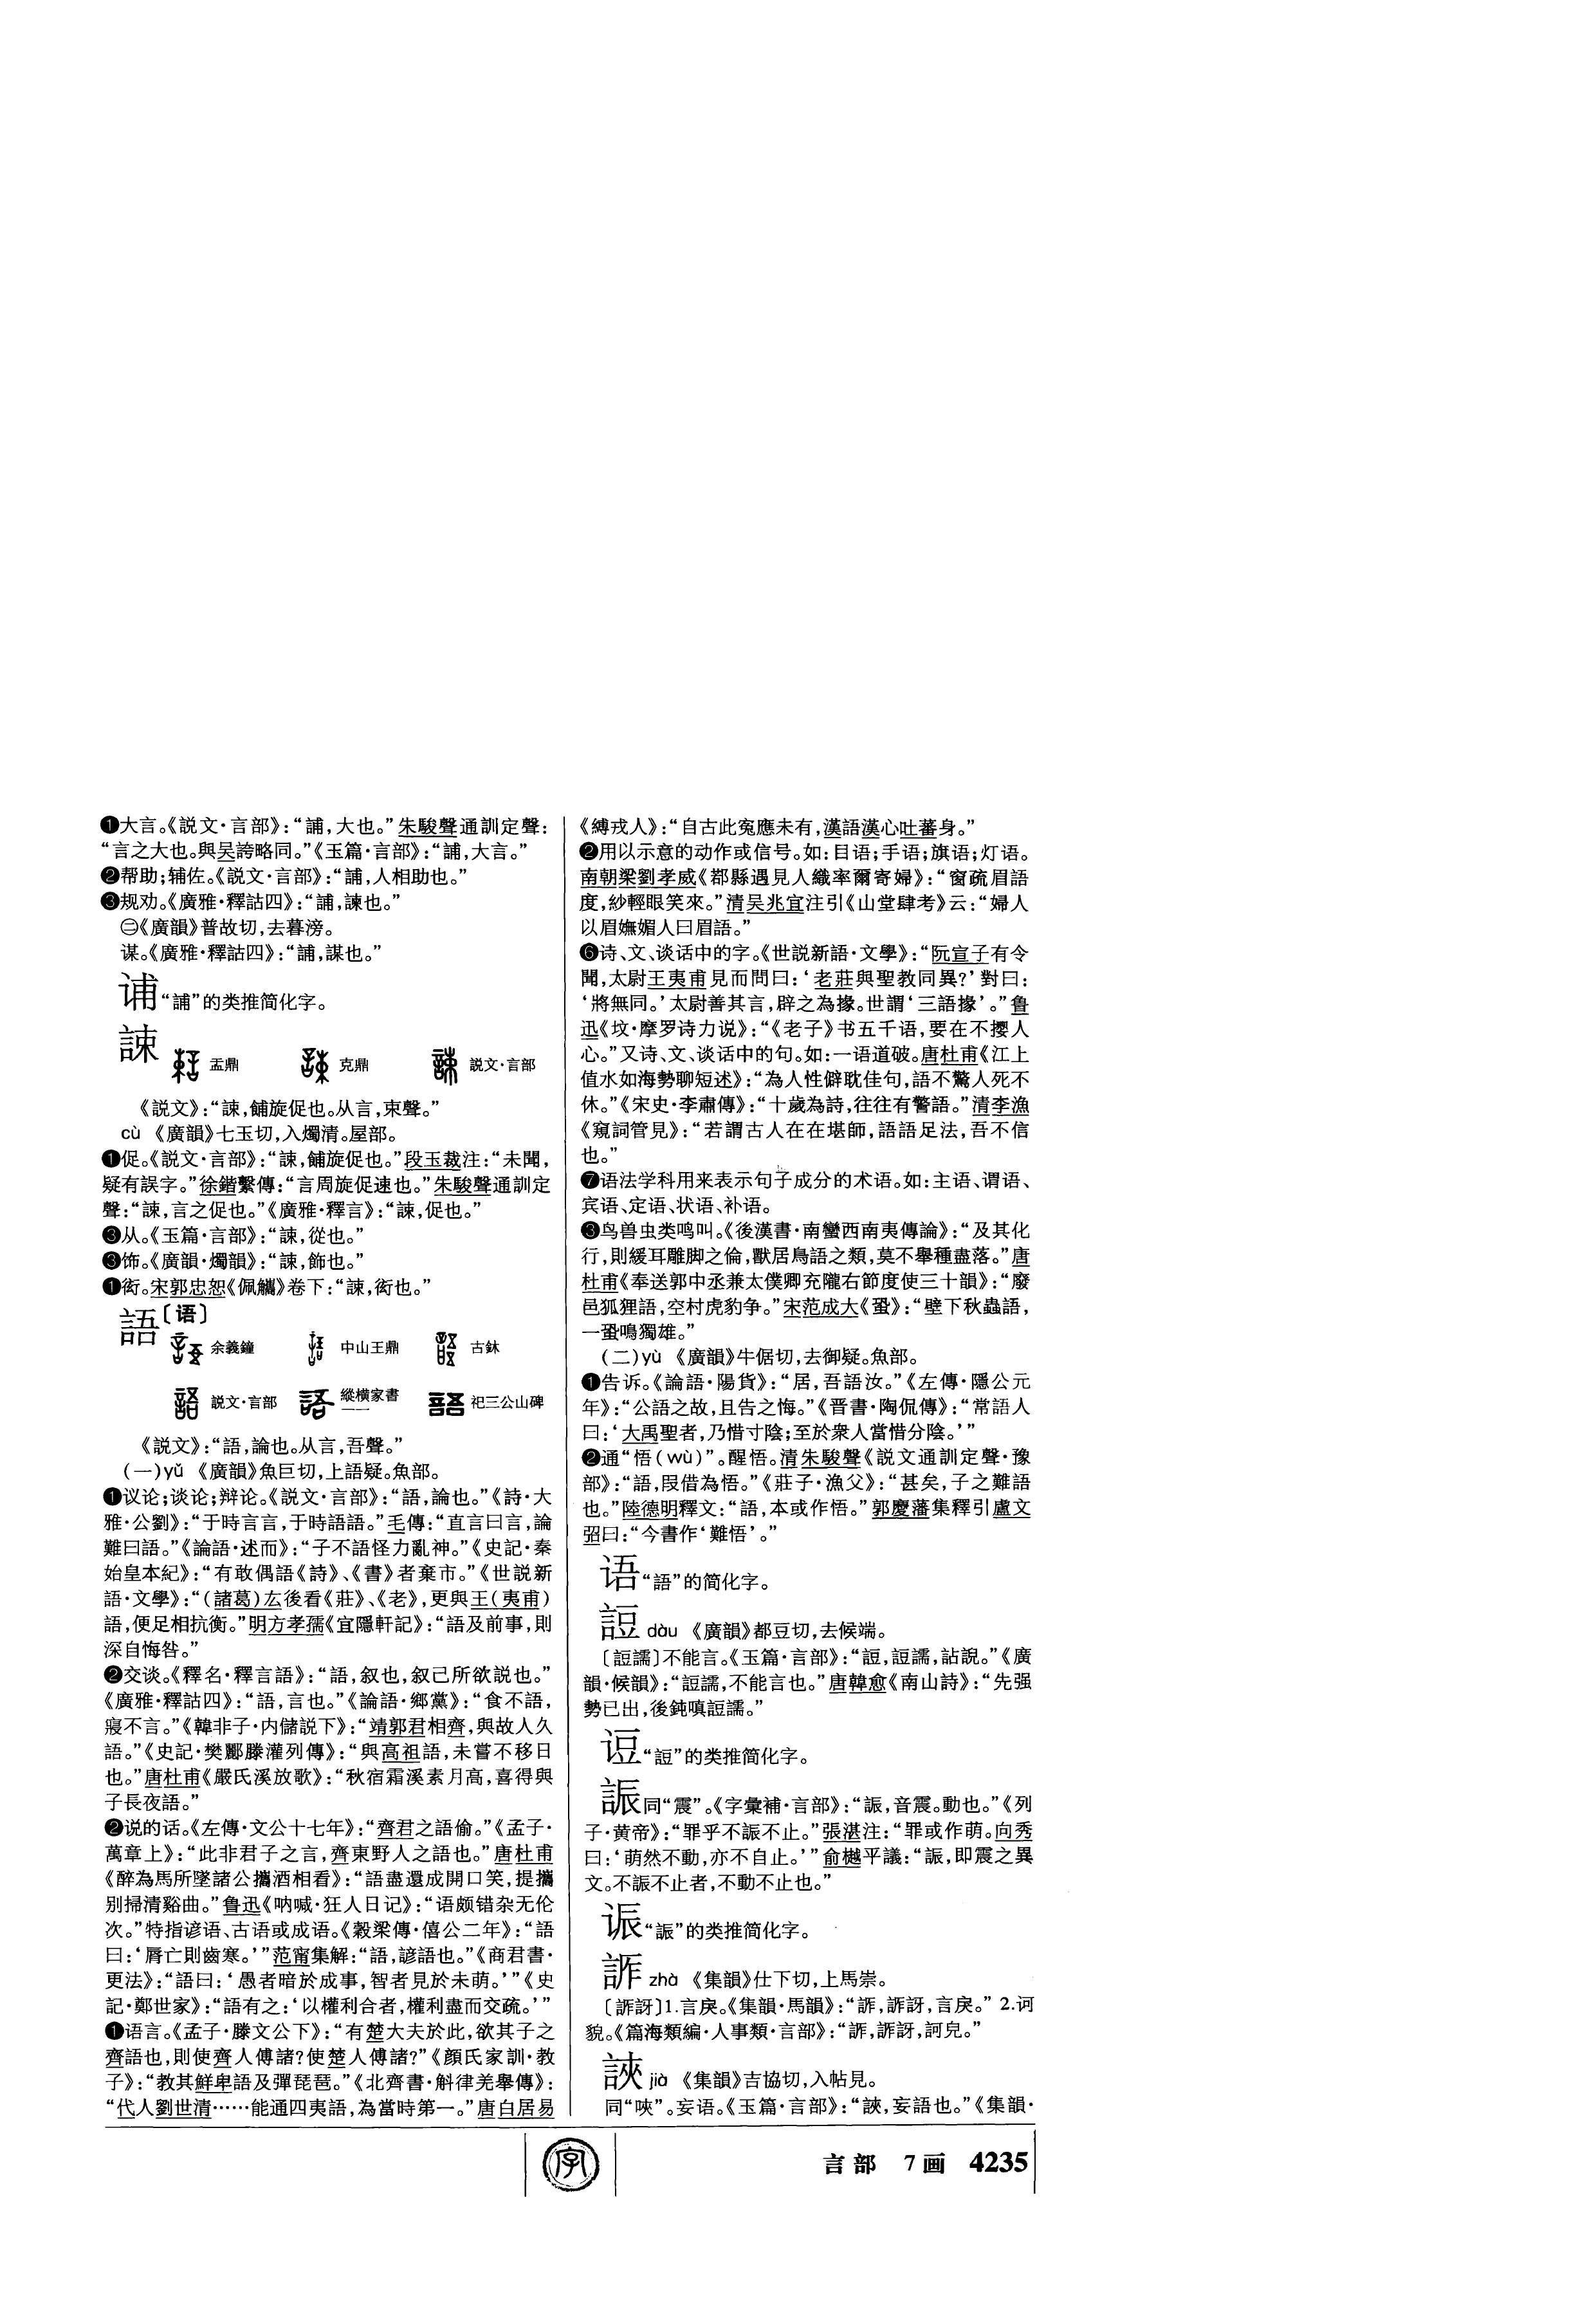 ❶大言。《説文·言部》：“誧，大也。”朱駿聲通訓定聲：
“言之大也。與吴誇略同。”《玉篇·言部》：“誧，大言。”
❷帮助；辅佐。《説文·言部》：“誧，人相助也。”
❸规劝。《廣雅·釋詁四》：“誧，諫也。”
㊁《廣韻》普故切，去暮滂。
谋。《廣雅·釋詁四》：“誧，謀也。”
𬣡“誧”的类推简化字。
諫 盂鼎 克鼎 説文·言部
《説文》：“諫，餔旋促也。从言，束聲。”
cù 《廣韻》七玉切，入燭清。屋部。
❶促。《説文·言部》：“諫，餔旋促也。”段玉裁注：“未聞，
疑有誤字。”徐鍇繫傳：“言周旋促速也。”朱駿聲通訓定
聲：“諫，言之促也。”《廣雅·釋言》：“諫，促也。”
❸从。《玉篇·言部》：“諫，從也。”
❸饰。《廣韻·燭韻》：“諫，飾也。”
❶衒。宋郭忠恕《佩觿》卷下：“諫，衒也。”
語〔语〕
余義鐘 中山王鼎 古鉢
説文·言部 縱横家書 一一 祀三公山碑
《説文》：“語，論也。从言，吾聲。”
(一)yǔ 《廣韻》魚巨切，上語疑。魚部。
❶议论；谈论；辩论。《説文·言部》：“語，論也。”《詩·大
雅·公劉》：“于時言言，于時語語。”毛傳：“直言曰言，論
難曰語。”《論語·述而》：“子不語怪力亂神。”《史記·秦
始皇本紀》：“有敢偶語《詩》、《書》者棄市。”《世説新
語·文學》：“(諸葛)厷後看《莊》、《老》，更與王(夷甫)
語，便足相抗衡。”明方孝孺《宜隱軒記》：“語及前事，則
深自悔咎。”
❷交谈。《釋名·釋言語》：“語，叙也，叙己所欲説也。”
《廣雅·釋詁四》：“語，言也。”《論語·鄉黨》：“食不語，
寢不言。”《韓非子·内儲説下》：“靖郭君相齊，與故人久
語。”《史記·樊酈滕灌列傳》：“與高祖語，未嘗不移日
也。”唐杜甫《嚴氏溪放歌》：“秋宿霜溪素月高，喜得與
子長夜語。”
❷说的话。《左傳·文公十七年》：“齊君之語偷。”《孟子·
萬章上》：“此非君子之言，齊東野人之語也。”唐杜甫
《醉為馬所墜諸公攜酒相看》：“語盡還成開口笑，提攜
别掃清谿曲。”鲁迅《呐喊·狂人日记》：“语颇错杂无伦
次。”特指谚语、古语或成语。《穀梁傳·僖公二年》：“語
曰：‘脣亡則齒寒。’”范甯集解：“語，諺語也。”《商君書·
更法》：“語曰：‘愚者暗於成事，智者見於未萌。’”《史
記·鄭世家》：“語有之：‘以權利合者，權利盡而交疏。’”
❶语言。《孟子·滕文公下》：“有楚大夫於此，欲其子之
齊語也，則使齊人傅諸？使楚人傅諸？”《顔氏家訓·教
子》：“教其鮮卑語及彈琵琶。”《北齊書·斛律羌舉傳》：
“代人劉世清……能通四夷語，為當時第一。”唐白居易
《縛戎人》：“自古此寃應未有，漢語漢心吐蕃身。”
❷用以示意的动作或信号。如：目语；手语；旗语；灯语。
南朝梁劉孝威《鄀縣遇見人織率爾寄婦》：“窗疏眉語
度，紗輕眼笑來。”清吴兆宜注引《山堂肆考》云：“婦人
以眉嫵媚人曰眉語。”
❻诗、文、谈话中的字。《世説新語·文學》：“阮宣子有令
聞，太尉王夷甫見而問曰：‘老莊與聖教同異？’對曰：
‘將無同。’太尉善其言，辟之為掾。世謂‘三語掾’。”鲁
迅《坟·摩罗诗力说》：“《老子》书五千语，要在不撄人
心。”又诗、文、谈话中的句。如：一语道破。唐杜甫《江上
值水如海勢聊短述》：“為人性僻耽佳句，語不驚人死不
休。”《宋史·李肅傳》：“十歲為詩，往往有警語。”清李漁
《窺詞管見》：“若謂古人在在堪師，語語足法，吾不信
也。”
❼语法学科用来表示句子成分的术语。如：主语、谓语、
宾语、定语、状语、补语。
❸鸟兽虫类鸣叫。《後漢書·南蠻西南夷傳論》：“及其化
行，則緩耳雕脚之倫，獸居鳥語之類，莫不舉種盡落。”唐
杜甫《奉送郭中丞兼太僕卿充隴右節度使三十韻》：“廢
邑狐狸語，空村虎豹争。”宋范成大《蛩》：“壁下秋蟲語，
一蛩鳴獨雄。”
(二)yù 《廣韻》牛倨切，去御疑。魚部。
❶告诉。《論語·陽貨》：“居，吾語汝。”《左傳·隱公元
年》：“公語之故，且告之悔。”《晋書·陶侃傳》：“常語人
曰：‘大禹聖者，乃惜寸陰；至於衆人當惜分陰。’”
❷通“悟(wù)”。醒悟。清朱駿聲《説文通訓定聲·豫
部》：“語，叚借為悟。”《莊子·漁父》：“甚矣，子之難語
也。”陸德明釋文：“語，本或作悟。”郭慶藩集釋引盧文
弨曰：“今書作‘難悟’。”
语“語”的简化字。
䛠 dàu 《廣韻》都豆切，去候端。
〔䛠譳〕不能言。《玉篇·言部》：“䛠，䛠譳，詀説。”《廣
韻·候韻》：“䛠譳，不能言也。”唐韓愈《南山詩》：“先强
勢已出，後鈍嗔䛠譳。”
“䛠”的类推简化字。
誫同“震”。《字彙補·言部》：“誫，音震。動也。”《列
子·黄帝》：“罪乎不誫不止。”張湛注：“罪或作萌。向秀
曰：‘萌然不動，亦不自止。’”俞樾平議：“誫，即震之異
文。不誫不止者，不動不止也。”
“誫”的类推简化字。
zhà 《集韻》仕下切，上馬崇。
〔訝〕1.言戾。《集韻·馬韻》：“訝，言戾。” 2.诃
貌。《篇海類編·人事類·言部》：“訝，訶皃。”
䛟 jià 《集韻》吉協切，入帖見。
同“唊”。妄语。《玉篇·言部》：“䛟，妄語也。”《集韻·
字
言部 7画 4235